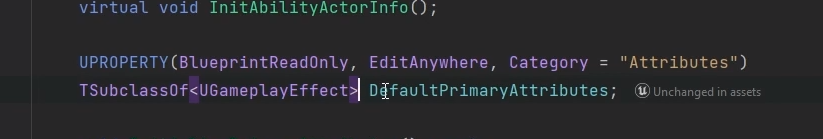 virtual void InitAbilityActorInfo();
UPROPERTY(BlueprintReadOnly, EditAnywhere, Category = "Attributes")
TSubclassOf<UGameplayEffect> DefaultPrimaryAttributes; Unchanged in assets